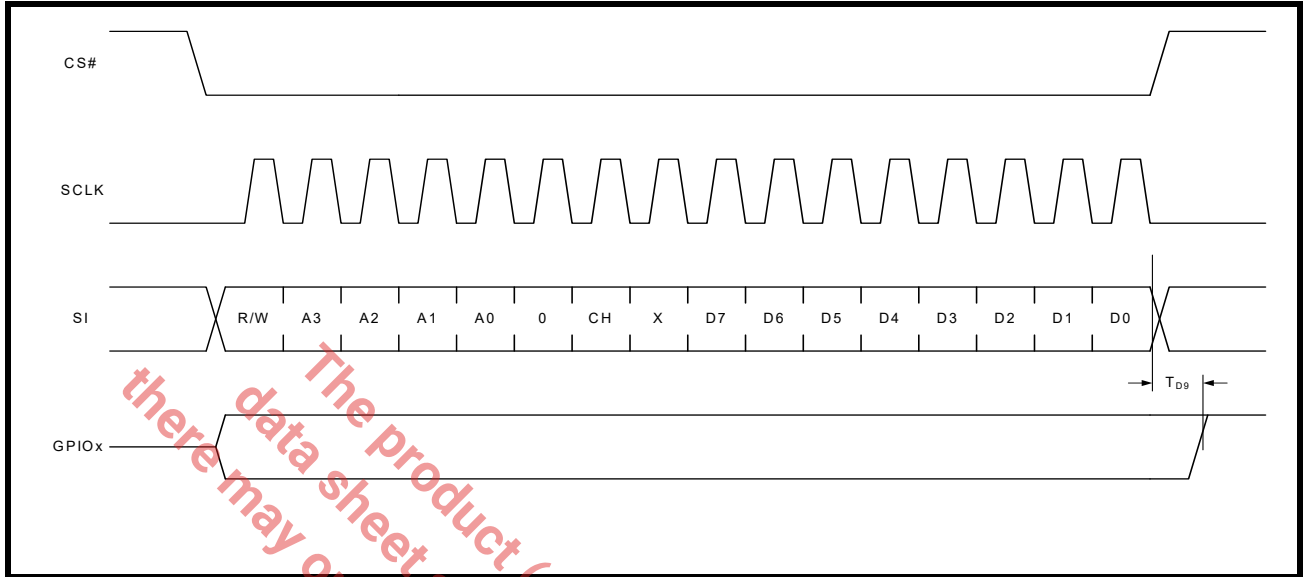 CS#
SCLK
SI R/W A3 A2 A1 A0 0 CH X D7 D6 D5 D4 D3 D2 D1 D0
TD9
GPIOx
The product (
data sheet
there may